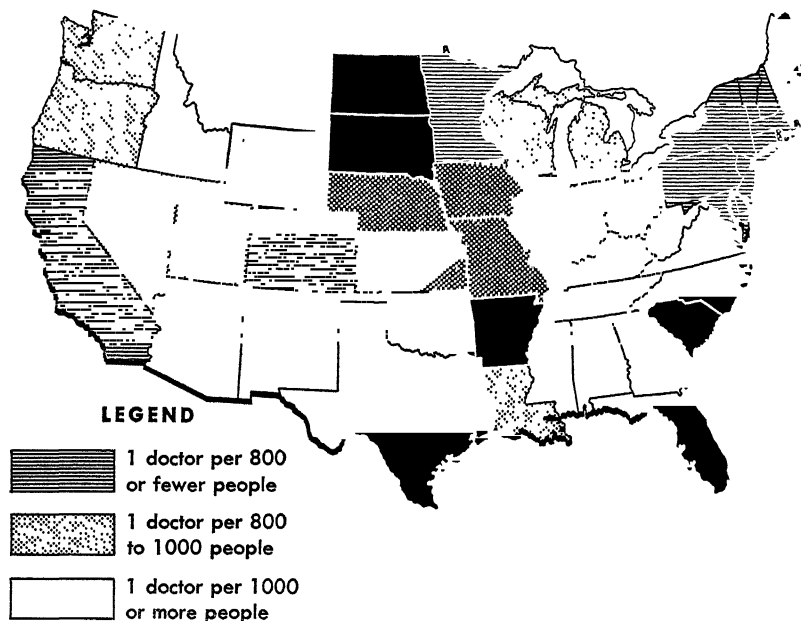 LEGEND
1 doctor per 800
or fewer people
1 doctor per 800
to 1000 people
1 doctor per 1000
or more people